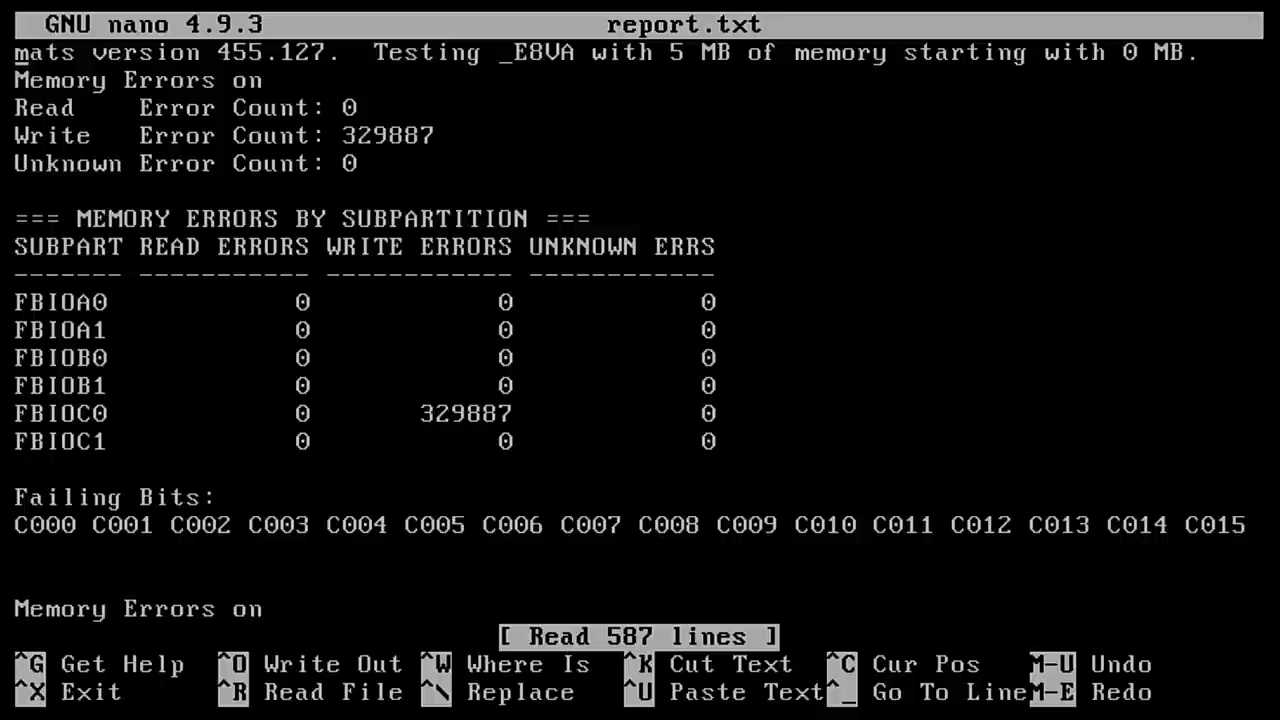 GNU nano 4.9.3 report.txt
mats version 455.127.  Testing _E8VA with 5 MB of memory starting with 0 MB.
Memory Errors on
Read    Error Count: 0
Write   Error Count: 329887
Unknown Error Count: 0
=== MEMORY ERRORS BY SUBPARTITION ===
SUBPART READ ERRORS WRITE ERRORS UNKNOWN ERRS
------- ----------- ------------ ------------
FBIOA0 0 0 0
FBIOA1 0 0 0
FBIOB0 0 0 0
FBIOB1 0 0 0
FBIOC0 0 329887 0
FBIOC1 0 0 0
Failing Bits:
C000 C001 C002 C003 C004 C005 C006 C007 C008 C009 C010 C011 C012 C013 C014 C015
Memory Errors on
[ Read 587 lines ]
^G Get Help ^O Write Out ^W Where Is ^K Cut Text ^C Cur Pos M-U Undo
^X Exit ^R Read File ^\ Replace ^U Paste Text ^_ Go To Line M-E Redo